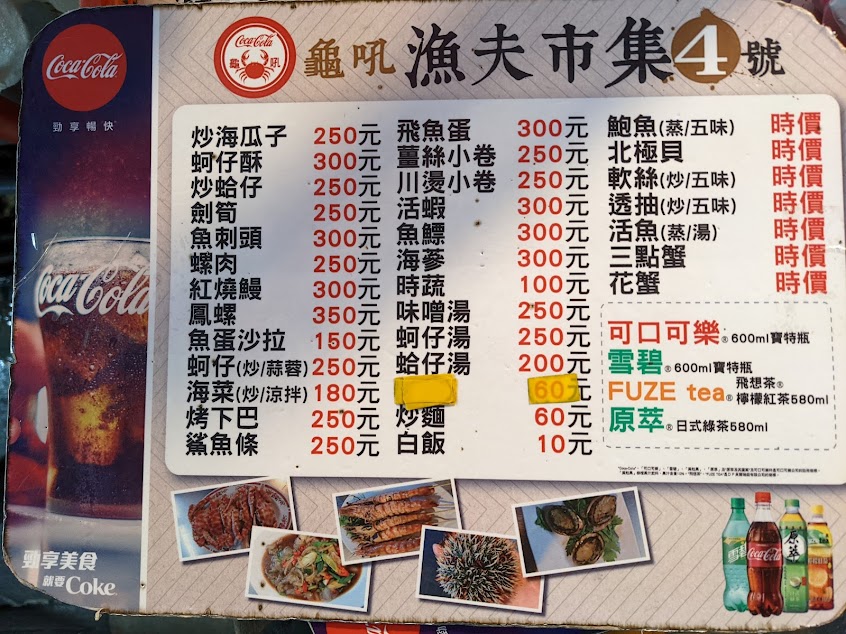 Coca-Cola
勁享暢快
Coca-Cola
勁享美食
就要Coke
Coca-Cola
龜吼
龜吼漁夫市集4號
炒海瓜子 250元
蚵仔酥 300元
炒蛤仔 250元
劍筍 250元
魚刺頭 300元
螺肉 250元
紅燒鰻 300元
鳳螺 350元
魚蛋沙拉 150元
蚵仔(炒/蒜蓉) 250元
海菜(炒/涼拌) 180元
烤下巴 250元
鯊魚條 250元
飛魚蛋 300元
薑絲小卷 250元
川燙小卷 250元
活蝦 300元
魚鰾 300元
海蔘 300元
時蔬 100元
味噌湯 250元
蚵仔湯 250元
蛤仔湯 200元
60元
炒麵 60元
白飯 10元
鮑魚(蒸/五味) 時價
北極貝 時價
軟絲(炒/五味) 時價
透抽(炒/五味) 時價
活魚(蒸/湯) 時價
三點蟹 時價
花蟹 時價
可口可樂®600ml寶特瓶
雪碧®600ml寶特瓶
FUZE tea®飛想茶®檸檬紅茶580ml
原萃®日式綠茶580ml
雪碧
Coca-Cola
原萃